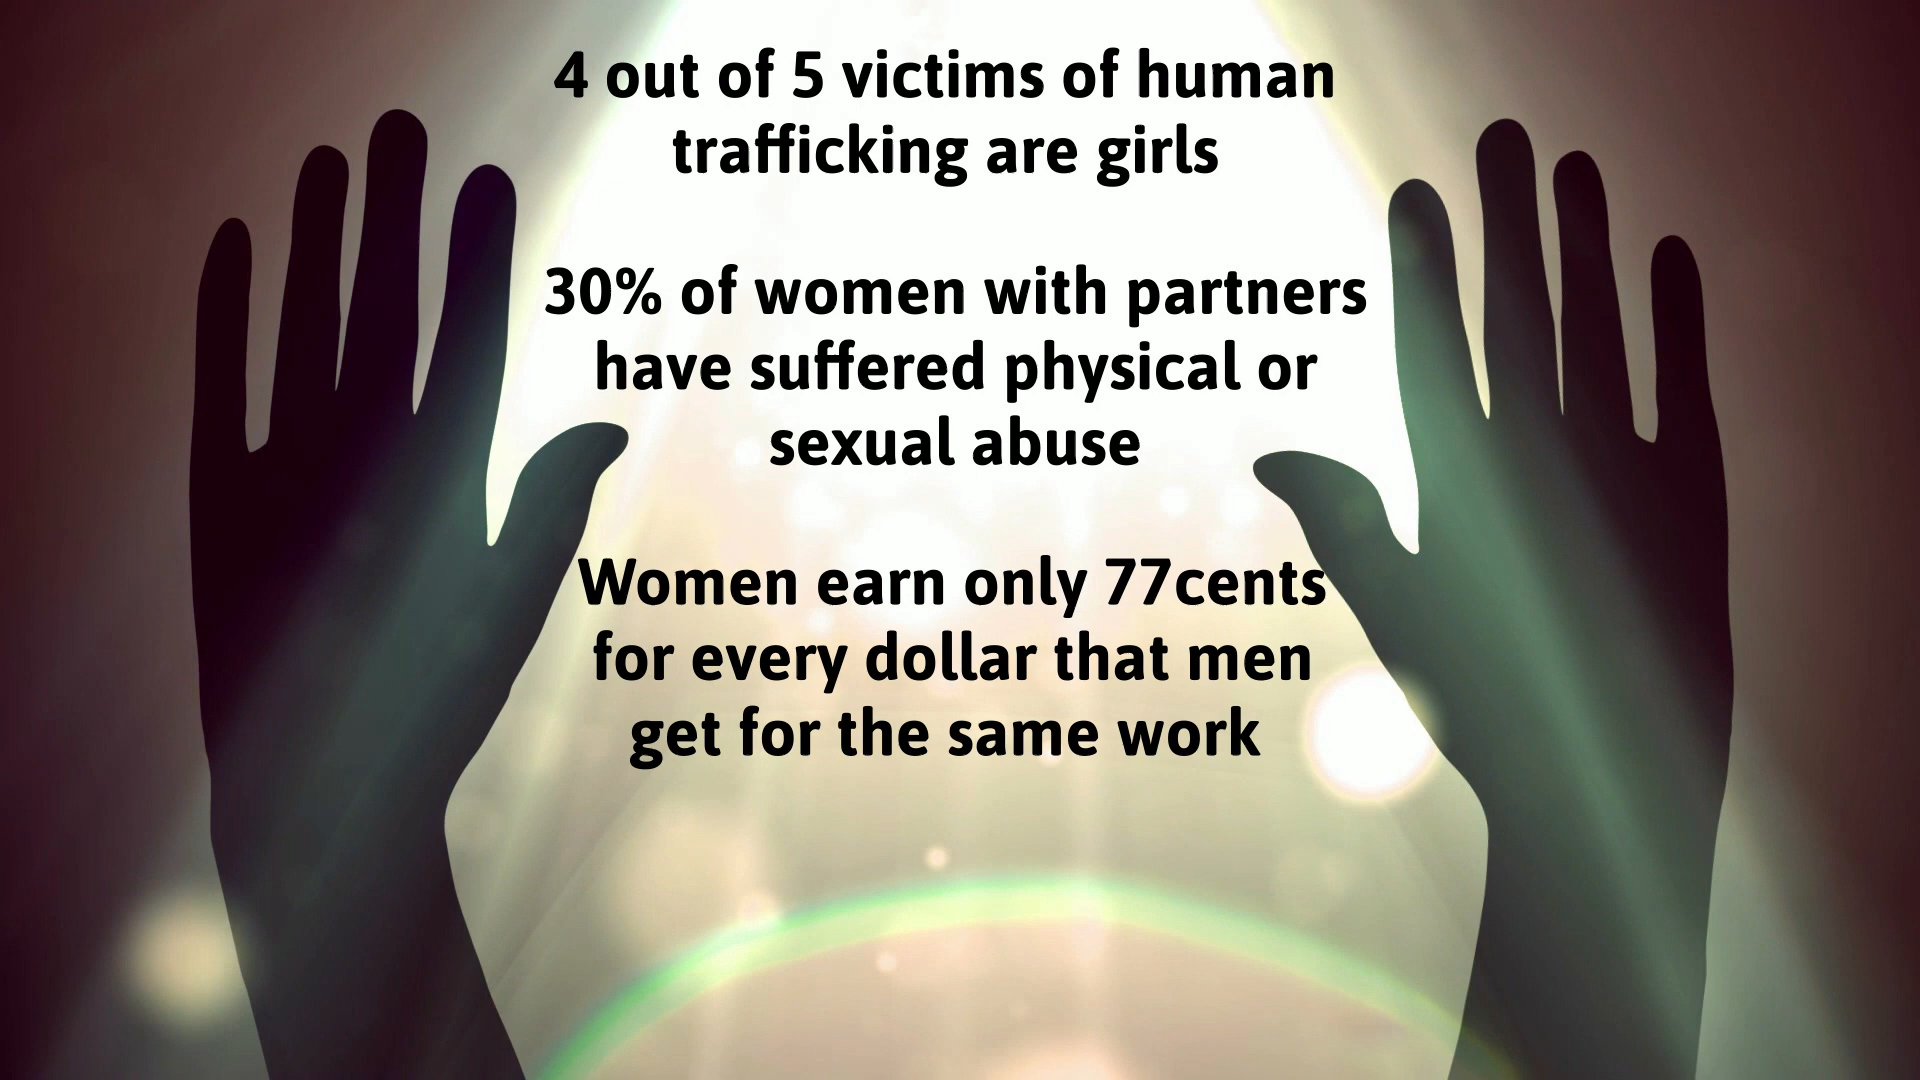 4 out of 5 victims of human
trafficking are girls
30% of women with partners
have suffered physical or
sexual abuse
Women earn only 77cents
for every dollar that men
get for the same work